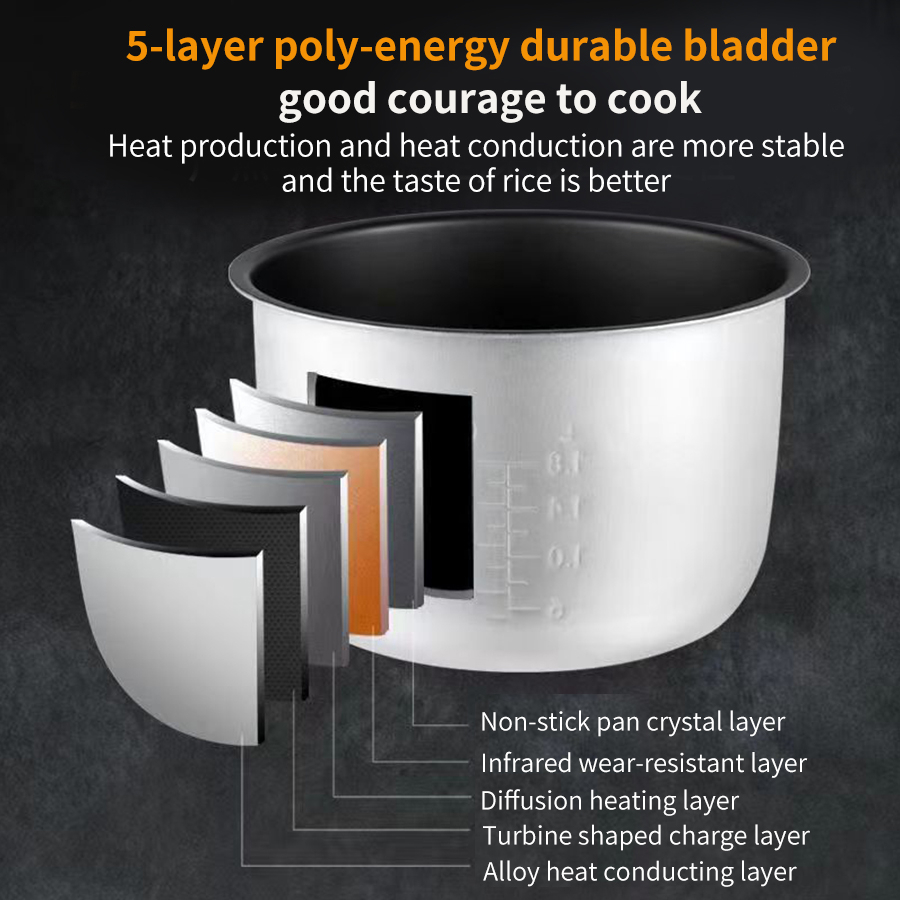 5-layer poly-energy durable bladder
good courage to cook
Heat production and heat conduction are more stable
and the taste of rice is better
Non-stick pan crystal layer
Infrared wear-resistant layer
Diffusion heating layer
Turbine shaped charge layer
Alloy heat conducting layer